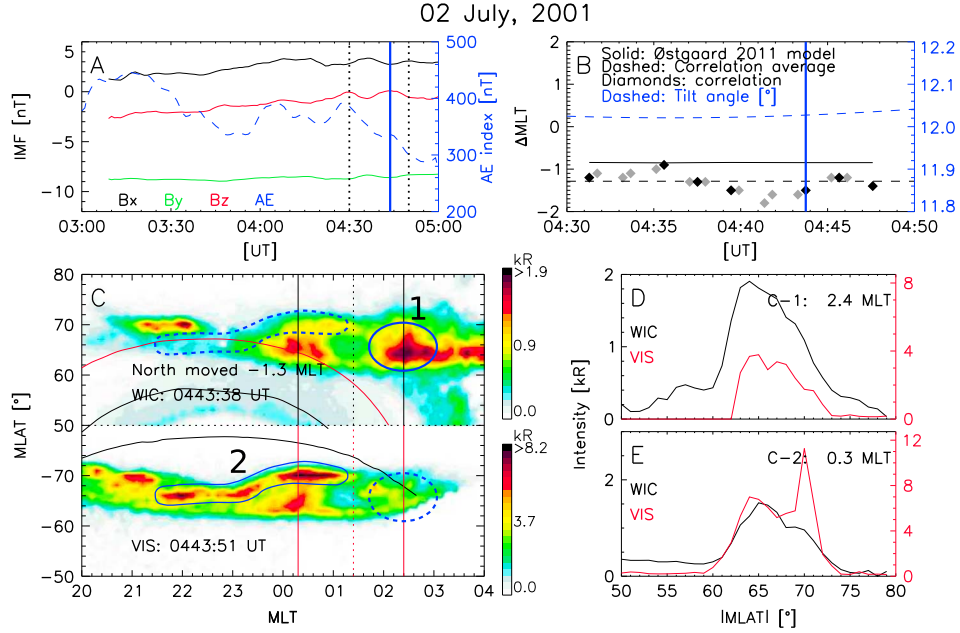 02 July, 2001
A
IMF [nT]
5
0
-5
-10
Bx By Bz AE
500
400
300
200
AE index [nT]
03:00 03:30 04:00 04:30 05:00
[UT]
B
Solid: Østgaard 2011 model
Dashed: Correlation average
Diamonds: correlation
Dashed: Tilt angle [°]
ΔMLT
2
1
0
-1
-2
12.2
12.1
12.0
11.9
11.8
04:30 04:35 04:40 04:45 04:50
[UT]
C
1
MLAT [°]
80
70
60
50
North moved -1.3 MLT
WIC: 0443:38 UT
kR
>1.9
0.9
0.0
2
-70
-60
-50
VIS: 0443:51 UT
kR
>8.2
3.7
0.0
20 21 22 23 00 01 02 03 04
MLT
D
C-1: 2.4 MLT
WIC
VIS
2
1
0
8
4
0
Intensity [kR]
E
C-2: 0.3 MLT
WIC
VIS
2
0
12
8
4
0
50 55 60 65 70 75 80
|MLAT| [°]